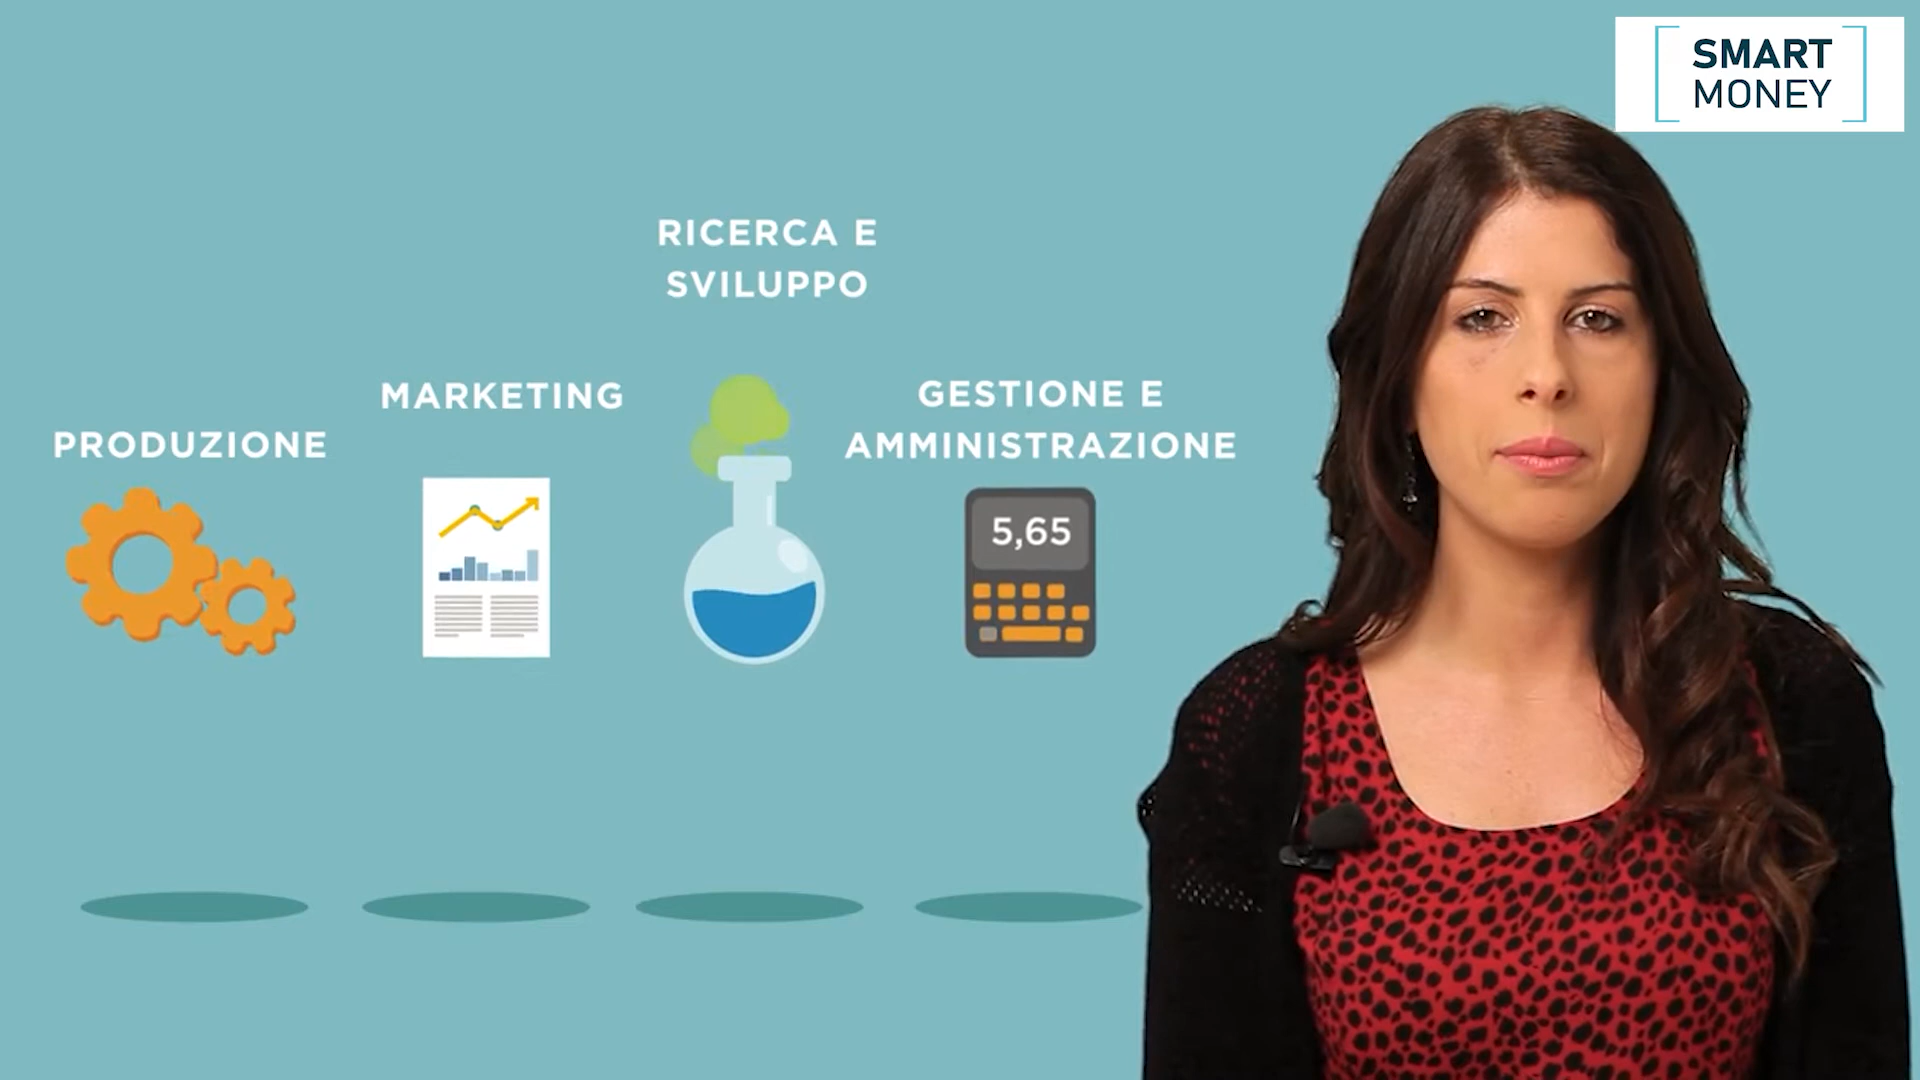 SMART
MONEY
RICERCA E
SVILUPPO
MARKETING
GESTIONE E
AMMINISTRAZIONE
PRODUZIONE
5,65